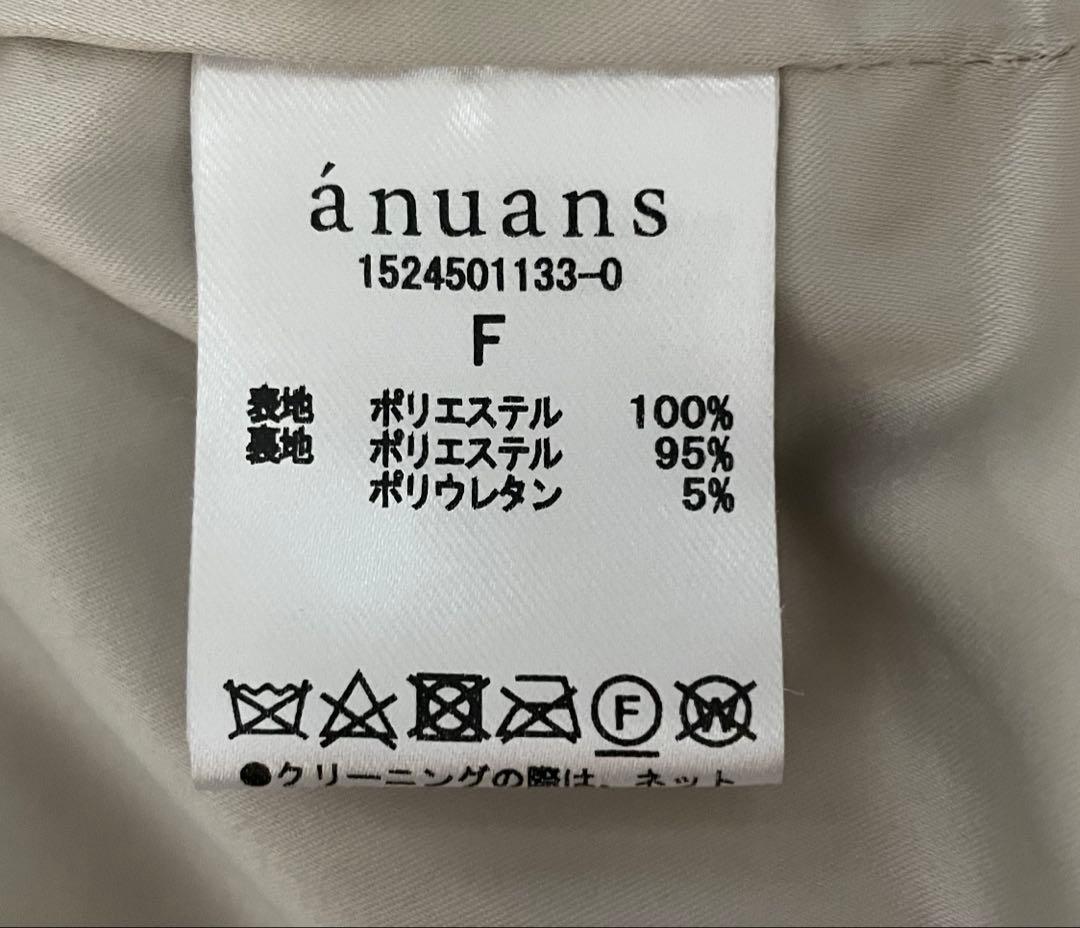 ánuans
1524501133-0
F
表地 ポリエステル 100%
裏地 ポリエステル 95%
ポリウレタン 5%
F W
●クリーニングの際は、ネット